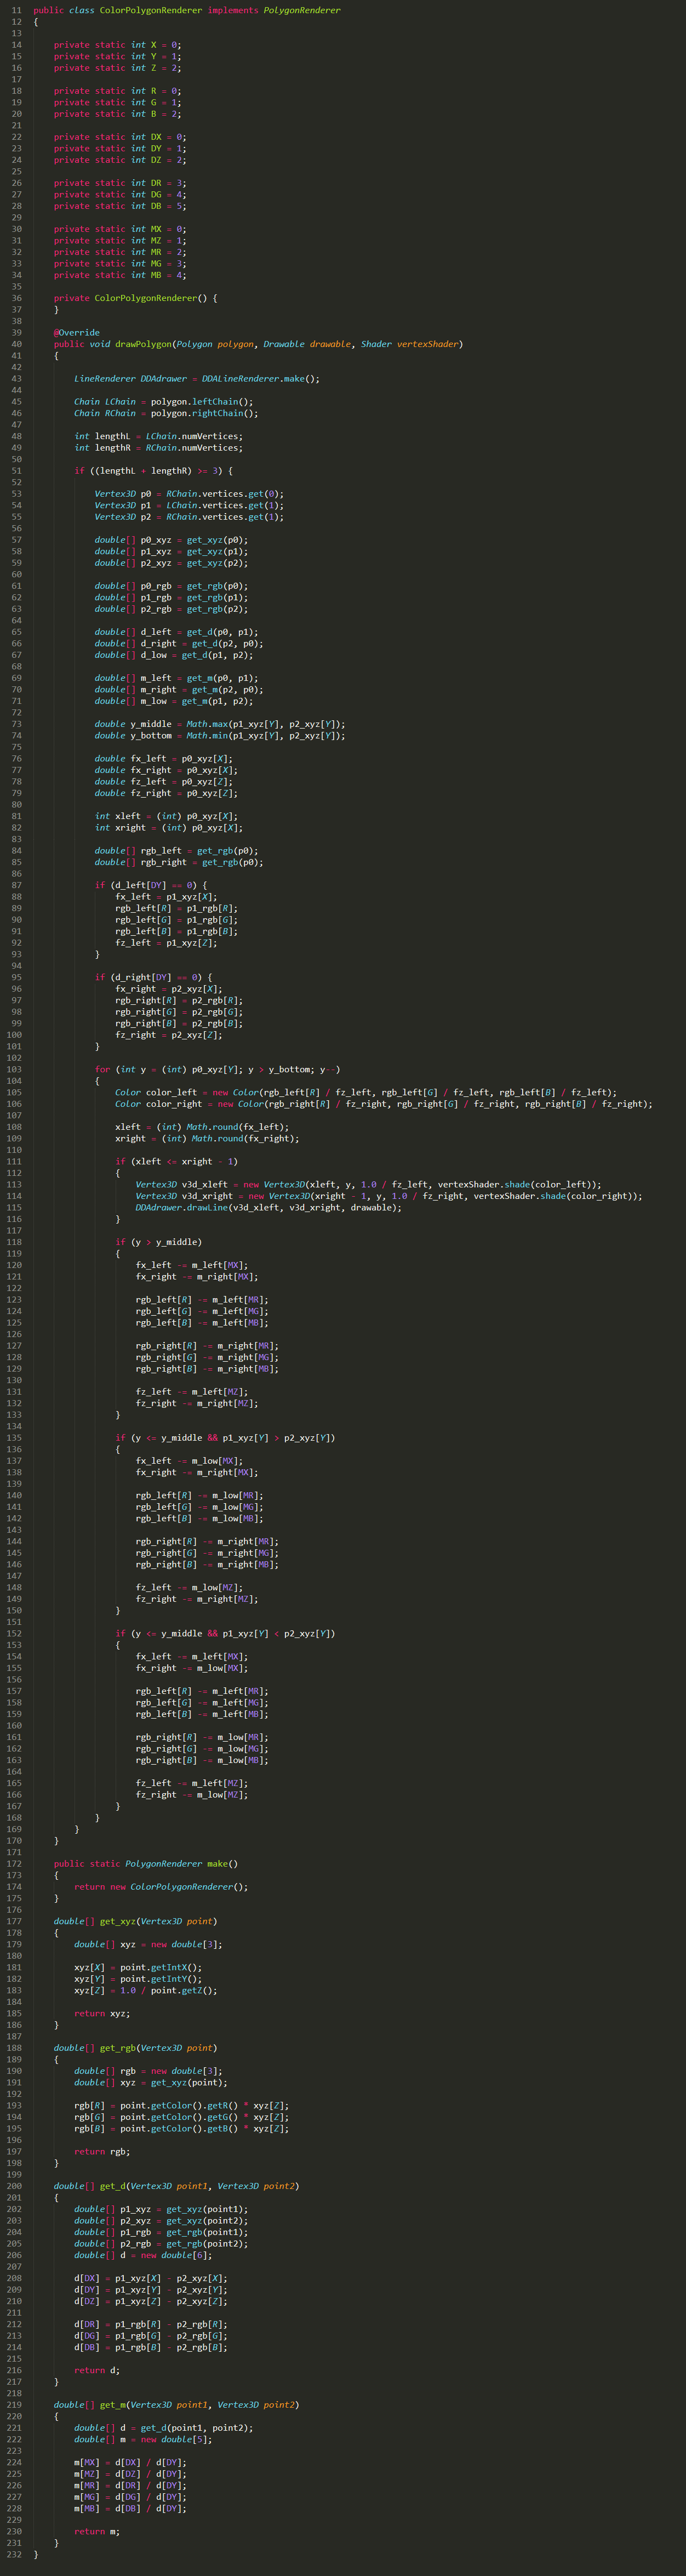 11 public class ColorPolygonRenderer implements PolygonRenderer
12 {
13
14     private static int X = 0;
15     private static int Y = 1;
16     private static int Z = 2;
17
18     private static int R = 0;
19     private static int G = 1;
20     private static int B = 2;
21
22     private static int DX = 0;
23     private static int DY = 1;
24     private static int DZ = 2;
25
26     private static int DR = 3;
27     private static int DG = 4;
28     private static int DB = 5;
29
30     private static int MX = 0;
31     private static int MZ = 1;
32     private static int MR = 2;
33     private static int MG = 3;
34     private static int MB = 4;
35
36     private ColorPolygonRenderer() {
37     }
38
39     @Override
40     public void drawPolygon(Polygon polygon, Drawable drawable, Shader vertexShader)
41     {
42
43         LineRenderer DDAdrawer = DDALineRenderer.make();
44
45         Chain LChain = polygon.leftChain();
46         Chain RChain = polygon.rightChain();
47
48         int lengthL = LChain.numVertices;
49         int lengthR = RChain.numVertices;
50
51         if ((lengthL + lengthR) >= 3) {
52
53             Vertex3D p0 = RChain.vertices.get(0);
54             Vertex3D p1 = LChain.vertices.get(1);
55             Vertex3D p2 = RChain.vertices.get(1);
56
57             double[] p0_xyz = get_xyz(p0);
58             double[] p1_xyz = get_xyz(p1);
59             double[] p2_xyz = get_xyz(p2);
60
61             double[] p0_rgb = get_rgb(p0);
62             double[] p1_rgb = get_rgb(p1);
63             double[] p2_rgb = get_rgb(p2);
64
65             double[] d_left = get_d(p0, p1);
66             double[] d_right = get_d(p2, p0);
67             double[] d_low = get_d(p1, p2);
68
69             double[] m_left = get_m(p0, p1);
70             double[] m_right = get_m(p2, p0);
71             double[] m_low = get_m(p1, p2);
72
73             double y_middle = Math.max(p1_xyz[Y], p2_xyz[Y]);
74             double y_bottom = Math.min(p1_xyz[Y], p2_xyz[Y]);
75
76             double fx_left = p0_xyz[X];
77             double fx_right = p0_xyz[X];
78             double fz_left = p0_xyz[Z];
79             double fz_right = p0_xyz[Z];
80
81             int xleft = (int) p0_xyz[X];
82             int xright = (int) p0_xyz[X];
83
84             double[] rgb_left = get_rgb(p0);
85             double[] rgb_right = get_rgb(p0);
86
87             if (d_left[DY] == 0) {
88                 fx_left = p1_xyz[X];
89                 rgb_left[R] = p1_rgb[R];
90                 rgb_left[G] = p1_rgb[G];
91                 rgb_left[B] = p1_rgb[B];
92                 fz_left = p1_xyz[Z];
93             }
94
95             if (d_right[DY] == 0) {
96                 fx_right = p2_xyz[X];
97                 rgb_right[R] = p2_rgb[R];
98                 rgb_right[G] = p2_rgb[G];
99                 rgb_right[B] = p2_rgb[B];
100                 fz_right = p2_xyz[Z];
101             }
102
103             for (int y = (int) p0_xyz[Y]; y > y_bottom; y--)
104             {
105                 Color color_left = new Color(rgb_left[R] / fz_left, rgb_left[G] / fz_left, rgb_left[B] / fz_left);
106                 Color color_right = new Color(rgb_right[R] / fz_right, rgb_right[G] / fz_right, rgb_right[B] / fz_right);
107
108                 xleft = (int) Math.round(fx_left);
109                 xright = (int) Math.round(fx_right);
110
111                 if (xleft <= xright - 1)
112                 {
113                     Vertex3D v3d_xleft = new Vertex3D(xleft, y, 1.0 / fz_left, vertexShader.shade(color_left));
114                     Vertex3D v3d_xright = new Vertex3D(xright - 1, y, 1.0 / fz_right, vertexShader.shade(color_right));
115                     DDAdrawer.drawLine(v3d_xleft, v3d_xright, drawable);
116                 }
117
118                 if (y > y_middle)
119                 {
120                     fx_left -= m_left[MX];
121                     fx_right -= m_right[MX];
122
123                     rgb_left[R] -= m_left[MR];
124                     rgb_left[G] -= m_left[MG];
125                     rgb_left[B] -= m_left[MB];
126
127                     rgb_right[R] -= m_right[MR];
128                     rgb_right[G] -= m_right[MG];
129                     rgb_right[B] -= m_right[MB];
130
131                     fz_left -= m_left[MZ];
132                     fz_right -= m_right[MZ];
133                 }
134
135                 if (y <= y_middle && p1_xyz[Y] > p2_xyz[Y])
136                 {
137                     fx_left -= m_low[MX];
138                     fx_right -= m_right[MX];
139
140                     rgb_left[R] -= m_low[MR];
141                     rgb_left[G] -= m_low[MG];
142                     rgb_left[B] -= m_low[MB];
143
144                     rgb_right[R] -= m_right[MR];
145                     rgb_right[G] -= m_right[MG];
146                     rgb_right[B] -= m_right[MB];
147
148                     fz_left -= m_low[MZ];
149                     fz_right -= m_right[MZ];
150                 }
151
152                 if (y <= y_middle && p1_xyz[Y] < p2_xyz[Y])
153                 {
154                     fx_left -= m_left[MX];
155                     fx_right -= m_low[MX];
156
157                     rgb_left[R] -= m_left[MR];
158                     rgb_left[G] -= m_left[MG];
159                     rgb_left[B] -= m_left[MB];
160
161                     rgb_right[R] -= m_low[MR];
162                     rgb_right[G] -= m_low[MG];
163                     rgb_right[B] -= m_low[MB];
164
165                     fz_left -= m_left[MZ];
166                     fz_right -= m_low[MZ];
167                 }
168             }
169         }
170     }
171
172     public static PolygonRenderer make()
173     {
174         return new ColorPolygonRenderer();
175     }
176
177     double[] get_xyz(Vertex3D point)
178     {
179         double[] xyz = new double[3];
180
181         xyz[X] = point.getIntX();
182         xyz[Y] = point.getIntY();
183         xyz[Z] = 1.0 / point.getZ();
184
185         return xyz;
186     }
187
188     double[] get_rgb(Vertex3D point)
189     {
190         double[] rgb = new double[3];
191         double[] xyz = get_xyz(point);
192
193         rgb[R] = point.getColor().getR() * xyz[Z];
194         rgb[G] = point.getColor().getG() * xyz[Z];
195         rgb[B] = point.getColor().getB() * xyz[Z];
196
197         return rgb;
198     }
199
200     double[] get_d(Vertex3D point1, Vertex3D point2)
201     {
202         double[] p1_xyz = get_xyz(point1);
203         double[] p2_xyz = get_xyz(point2);
204         double[] p1_rgb = get_rgb(point1);
205         double[] p2_rgb = get_rgb(point2);
206         double[] d = new double[6];
207
208         d[DX] = p1_xyz[X] - p2_xyz[X];
209         d[DY] = p1_xyz[Y] - p2_xyz[Y];
210         d[DZ] = p1_xyz[Z] - p2_xyz[Z];
211
212         d[DR] = p1_rgb[R] - p2_rgb[R];
213         d[DG] = p1_rgb[G] - p2_rgb[G];
214         d[DB] = p1_rgb[B] - p2_rgb[B];
215
216         return d;
217     }
218
219     double[] get_m(Vertex3D point1, Vertex3D point2)
220     {
221         double[] d = get_d(point1, point2);
222         double[] m = new double[5];
223
224         m[MX] = d[DX] / d[DY];
225         m[MZ] = d[DZ] / d[DY];
226         m[MR] = d[DR] / d[DY];
227         m[MG] = d[DG] / d[DY];
228         m[MB] = d[DB] / d[DY];
229
230         return m;
231     }
232 }